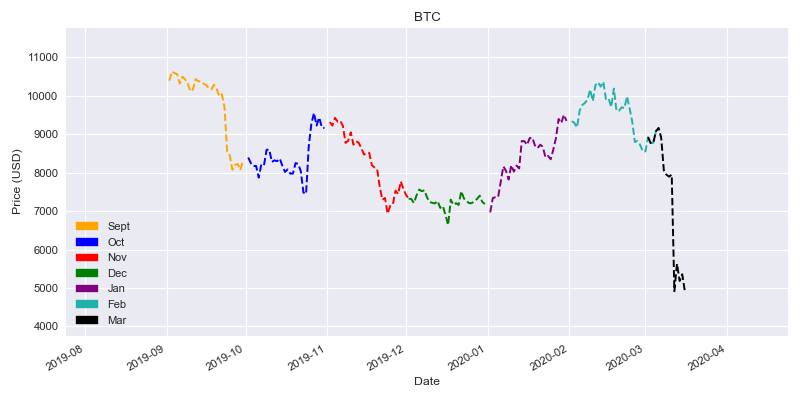 BTC
Price (USD)
11000
10000
9000
8000
7000
6000
5000
4000
Sept
Oct
Nov
Dec
Jan
Feb
Mar
2019-08
2019-09
2019-10
2019-11
2019-12
2020-01
2020-02
2020-03
2020-04
Date